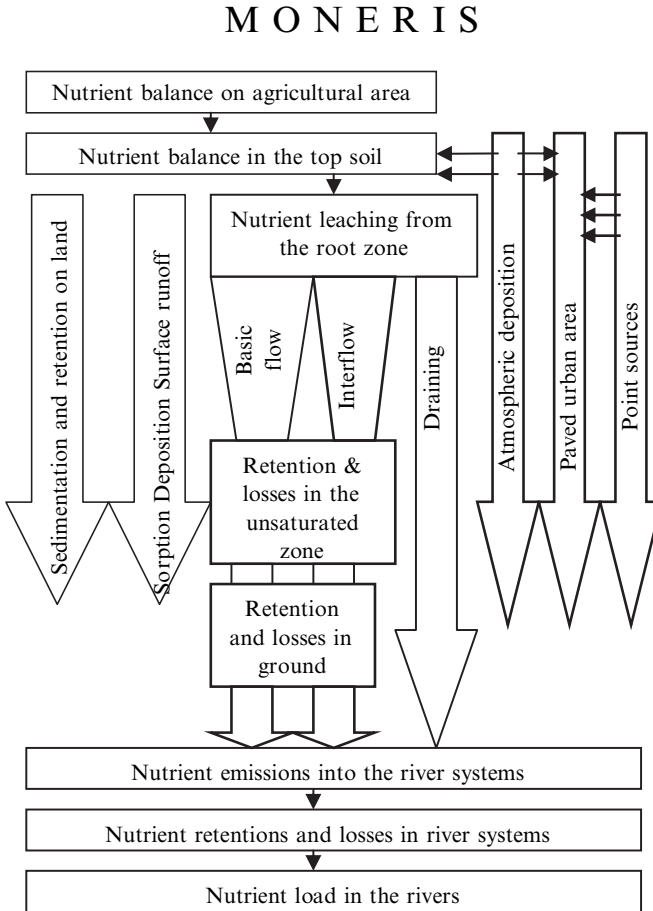 MONERIS
Nutrient balance on agricultural area
Nutrient balance in the top soil
Nutrient leaching from
the root zone
Sedimentation and retention on land
Sorption Deposition Surface runoff
Basic
flow
Interflow
Draining
Atmospheric deposition
Paved urban area
Point sources
Retention &
losses in the
unsaturated
zone
Retention
and losses in
ground
Nutrient emissions into the river systems
Nutrient retentions and losses in river systems
Nutrient load in the rivers